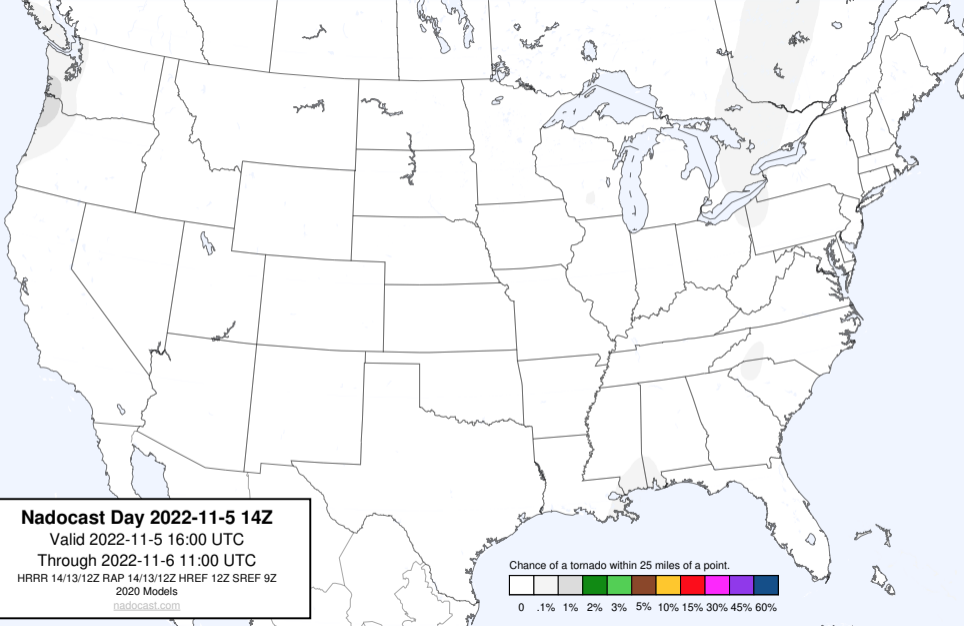 Nadocast Day 2022-11-5 14Z
Valid 2022-11-5 16:00 UTC
Through 2022-11-6 11:00 UTC
HRRR 14/13/12Z RAP 14/13/12Z HREF 12Z SREF 9Z
2020 Models
nadocast.com
Chance of a tornado within 25 miles of a point.
0 .1% 1% 2% 3% 5% 10% 15% 30% 45% 60%